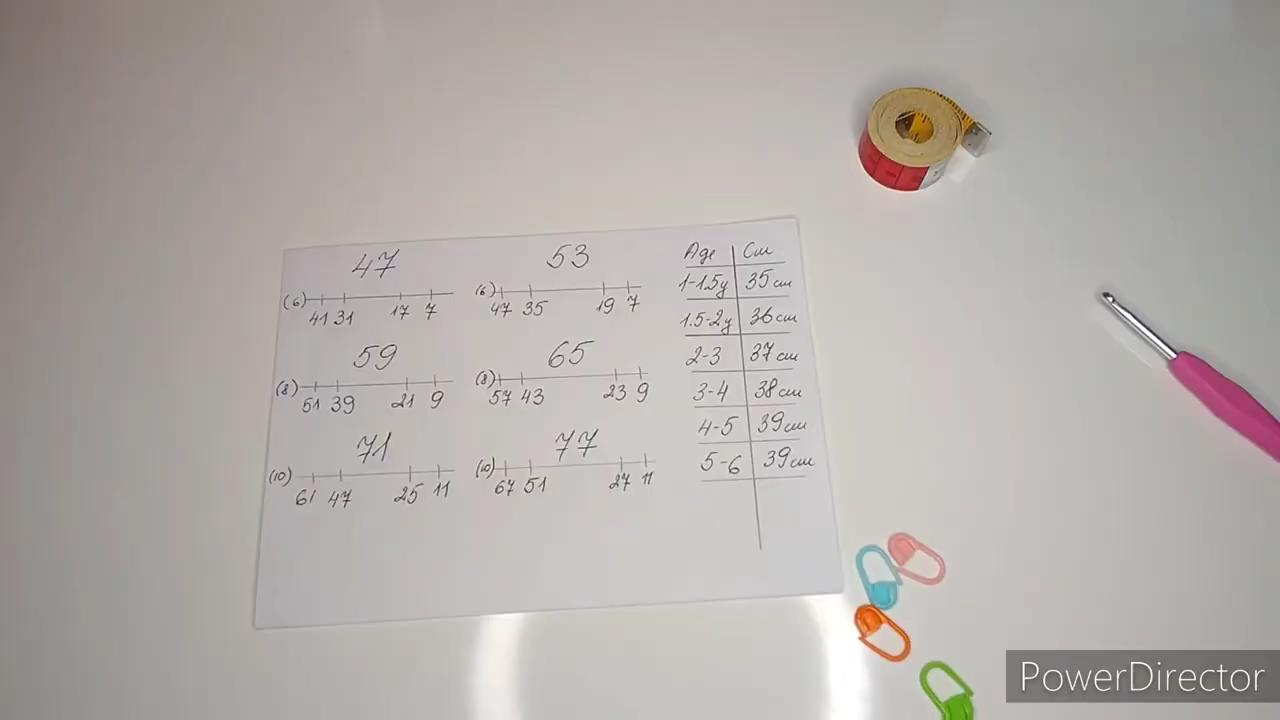 47
(6)
41 31 17 7
53
(6)
47 35 19 7
59
(8)
51 39 21 9
65
(8)
57 43 23 9
71
(10)
61 47 25 11
77
(10)
67 51 27 11
Age Cm
1-1.5y 35cm
1.5-2y 36cm
2-3 37cm
3-4 38cm
4-5 39cm
5-6 39cm
PowerDirector